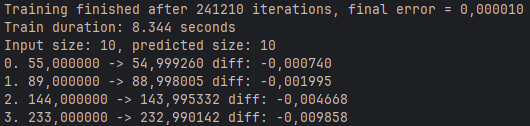 Training finished after 241210 iterations, final error = 0,000010
Train duration: 8.344 seconds
Input size: 10, predicted size: 10
0. 55,000000 -> 54,999260 diff: -0,000740
1. 89,000000 -> 88,998005 diff: -0,001995
2. 144,000000 -> 143,995332 diff: -0,004668
3. 233,000000 -> 232,990142 diff: -0,009858